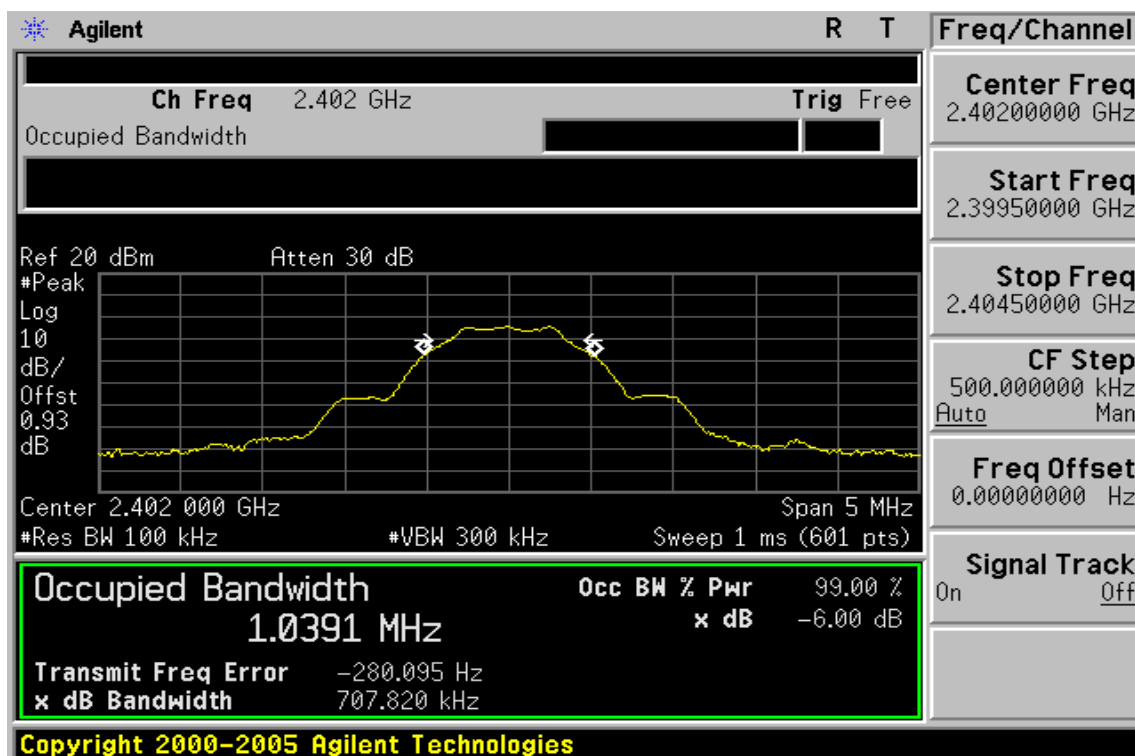 Agilent R T Freq/Channel
Ch Freq 2.402 GHz Trig Free
Occupied Bandwidth
Center Freq
2.40200000 GHz
Start Freq
2.39950000 GHz
Stop Freq
2.40450000 GHz
CF Step
500.000000 kHz
Auto Man
Freq Offset
0.00000000 Hz
Signal Track
On Off
Ref 20 dBm Atten 30 dB
#Peak
Log
10
dB/
Offst
0.93
dB
Center 2.402 000 GHz Span 5 MHz
#Res BW 100 kHz #VBW 300 kHz Sweep 1 ms (601 pts)
Occupied Bandwidth
1.0391 MHz
Occ BW % Pwr 99.00 %
x dB -6.00 dB
Transmit Freq Error -280.095 Hz
x dB Bandwidth 707.820 kHz
Copyright 2000-2005 Agilent Technologies